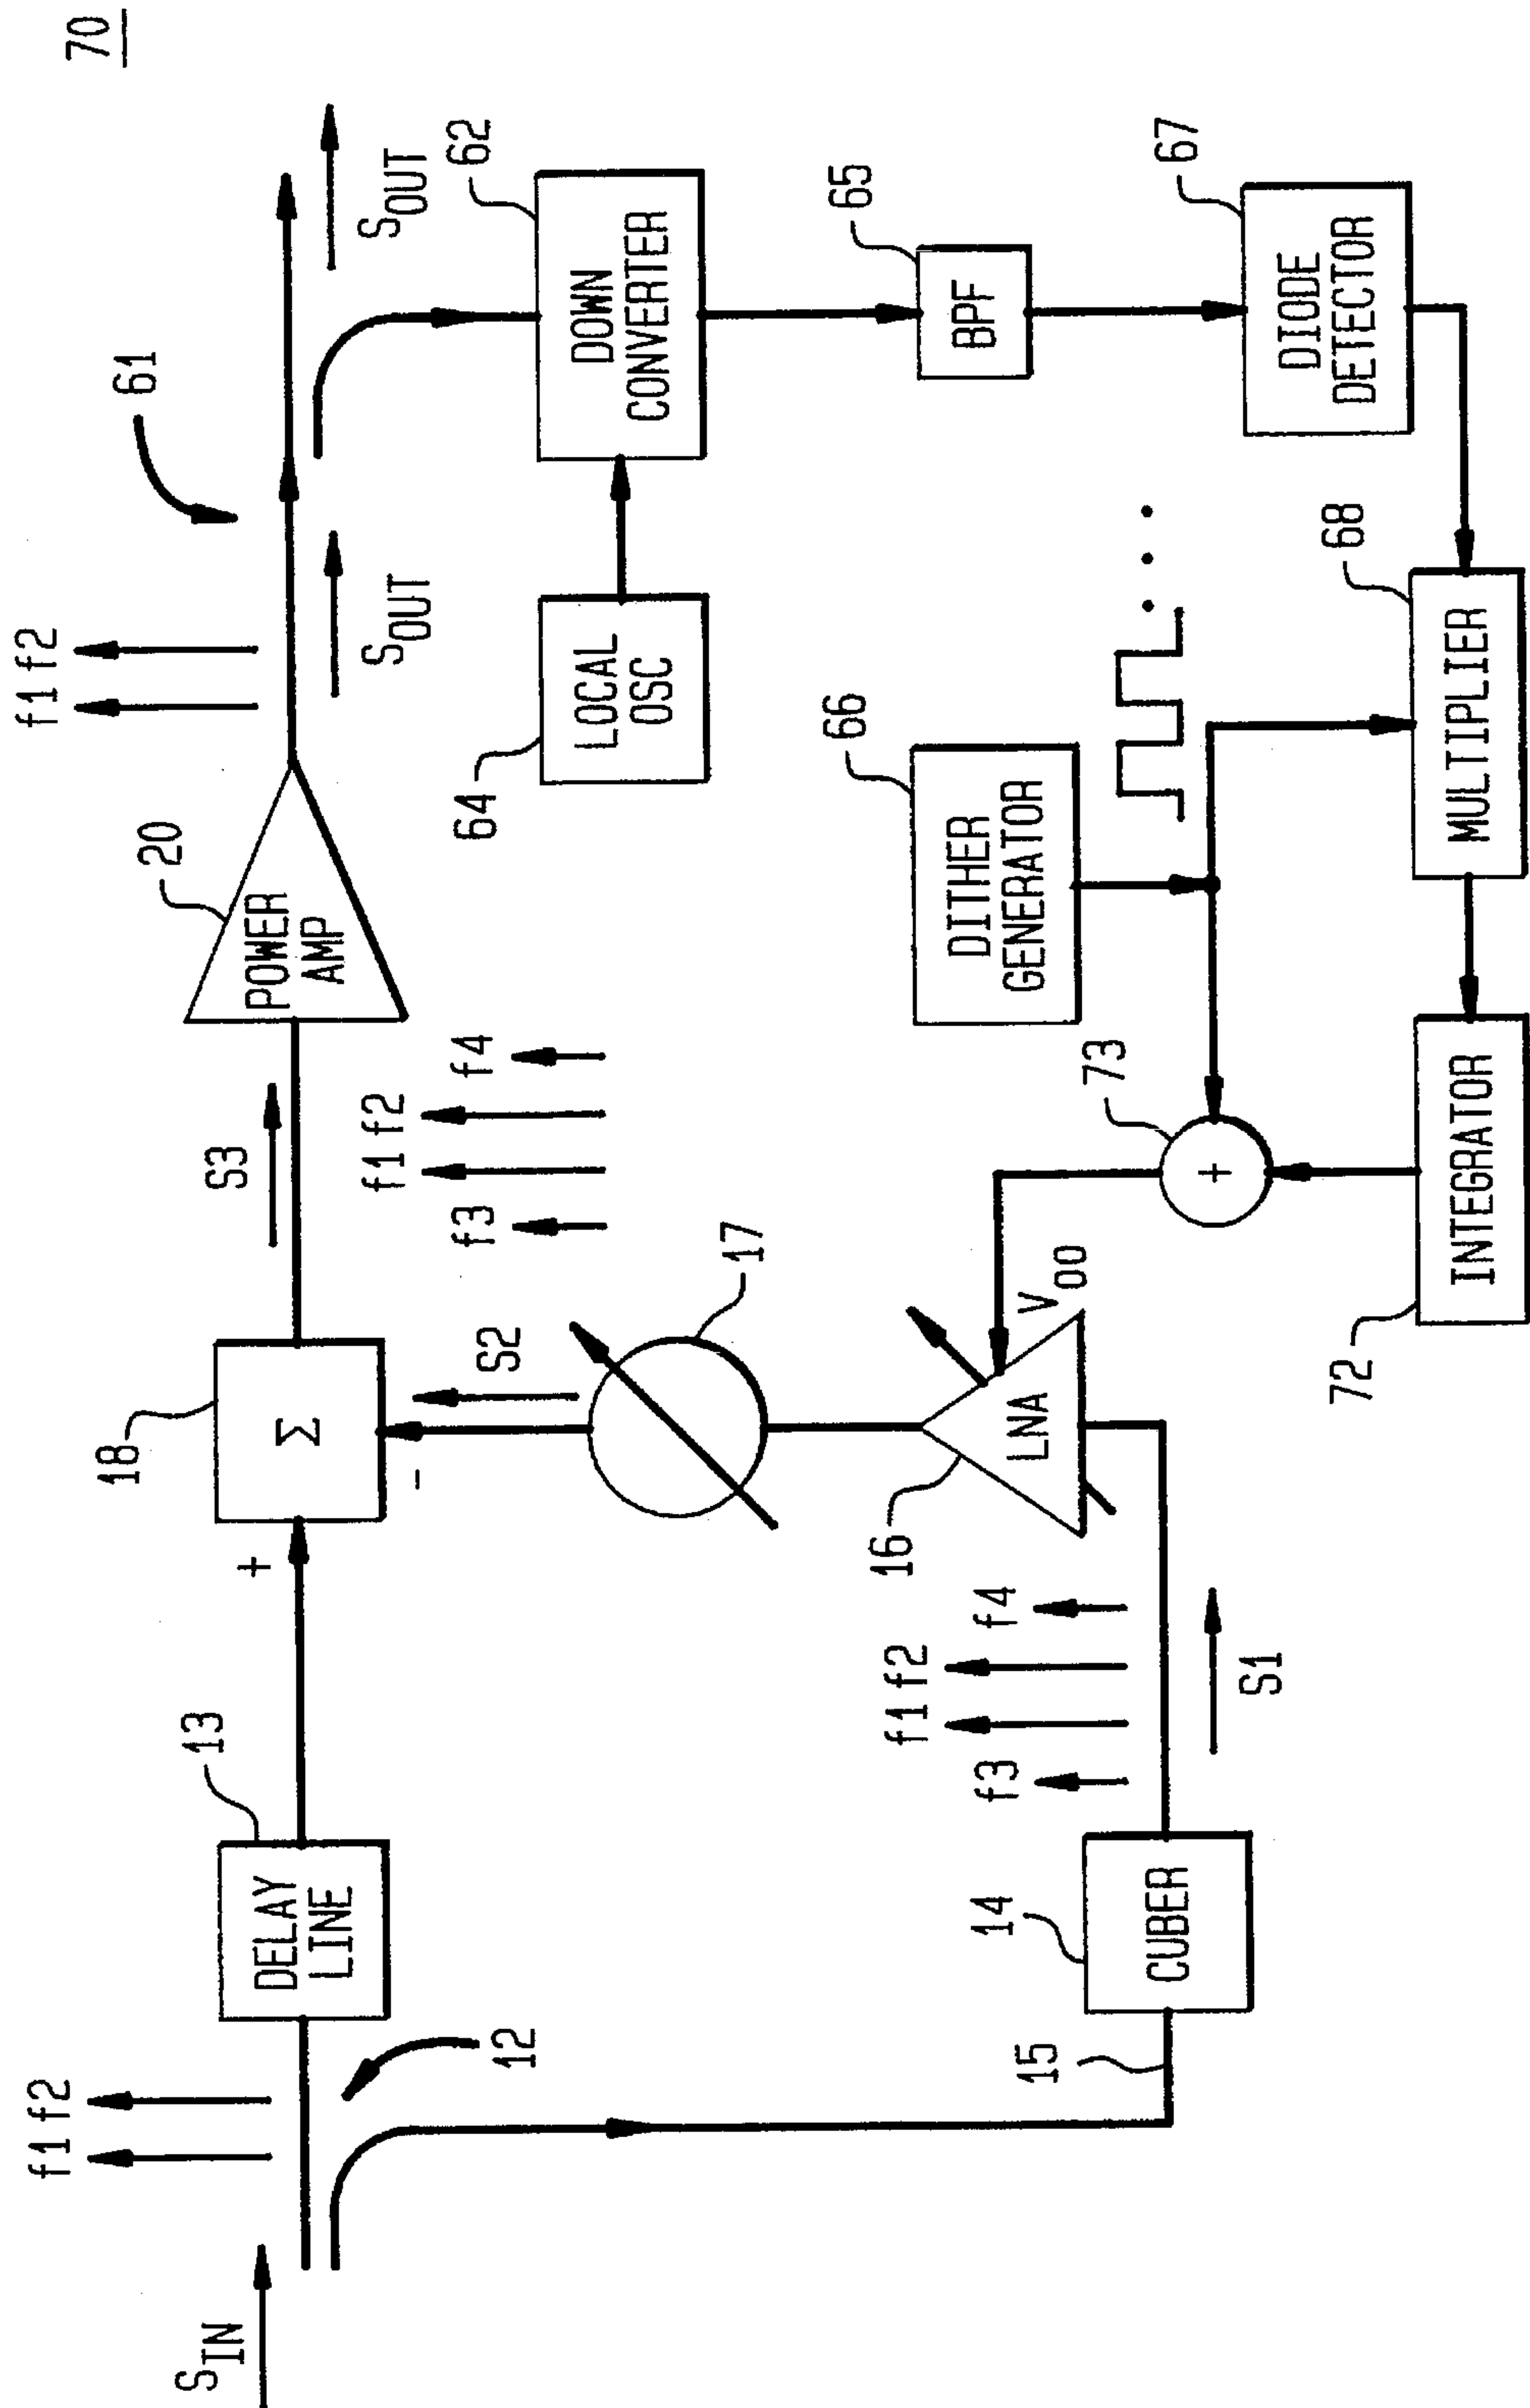 70
f1 f2
S_IN
12
DELAY
LINE
13
+
18
Σ
-
S3
f3 f1 f2 f4
POWER
AMP
20
f1 f2
S_OUT
61
S_OUT
DOWN
CONVERTER
62
LOCAL
OSC
64
BPF
65
DIODE
DETECTOR
67
MULTIPLIER
68
DITHER
GENERATOR
66
INTEGRATOR
72
+
73
V00
LNA
16
17
S2
15
CUBER
14
f3 f1 f2 f4
S1